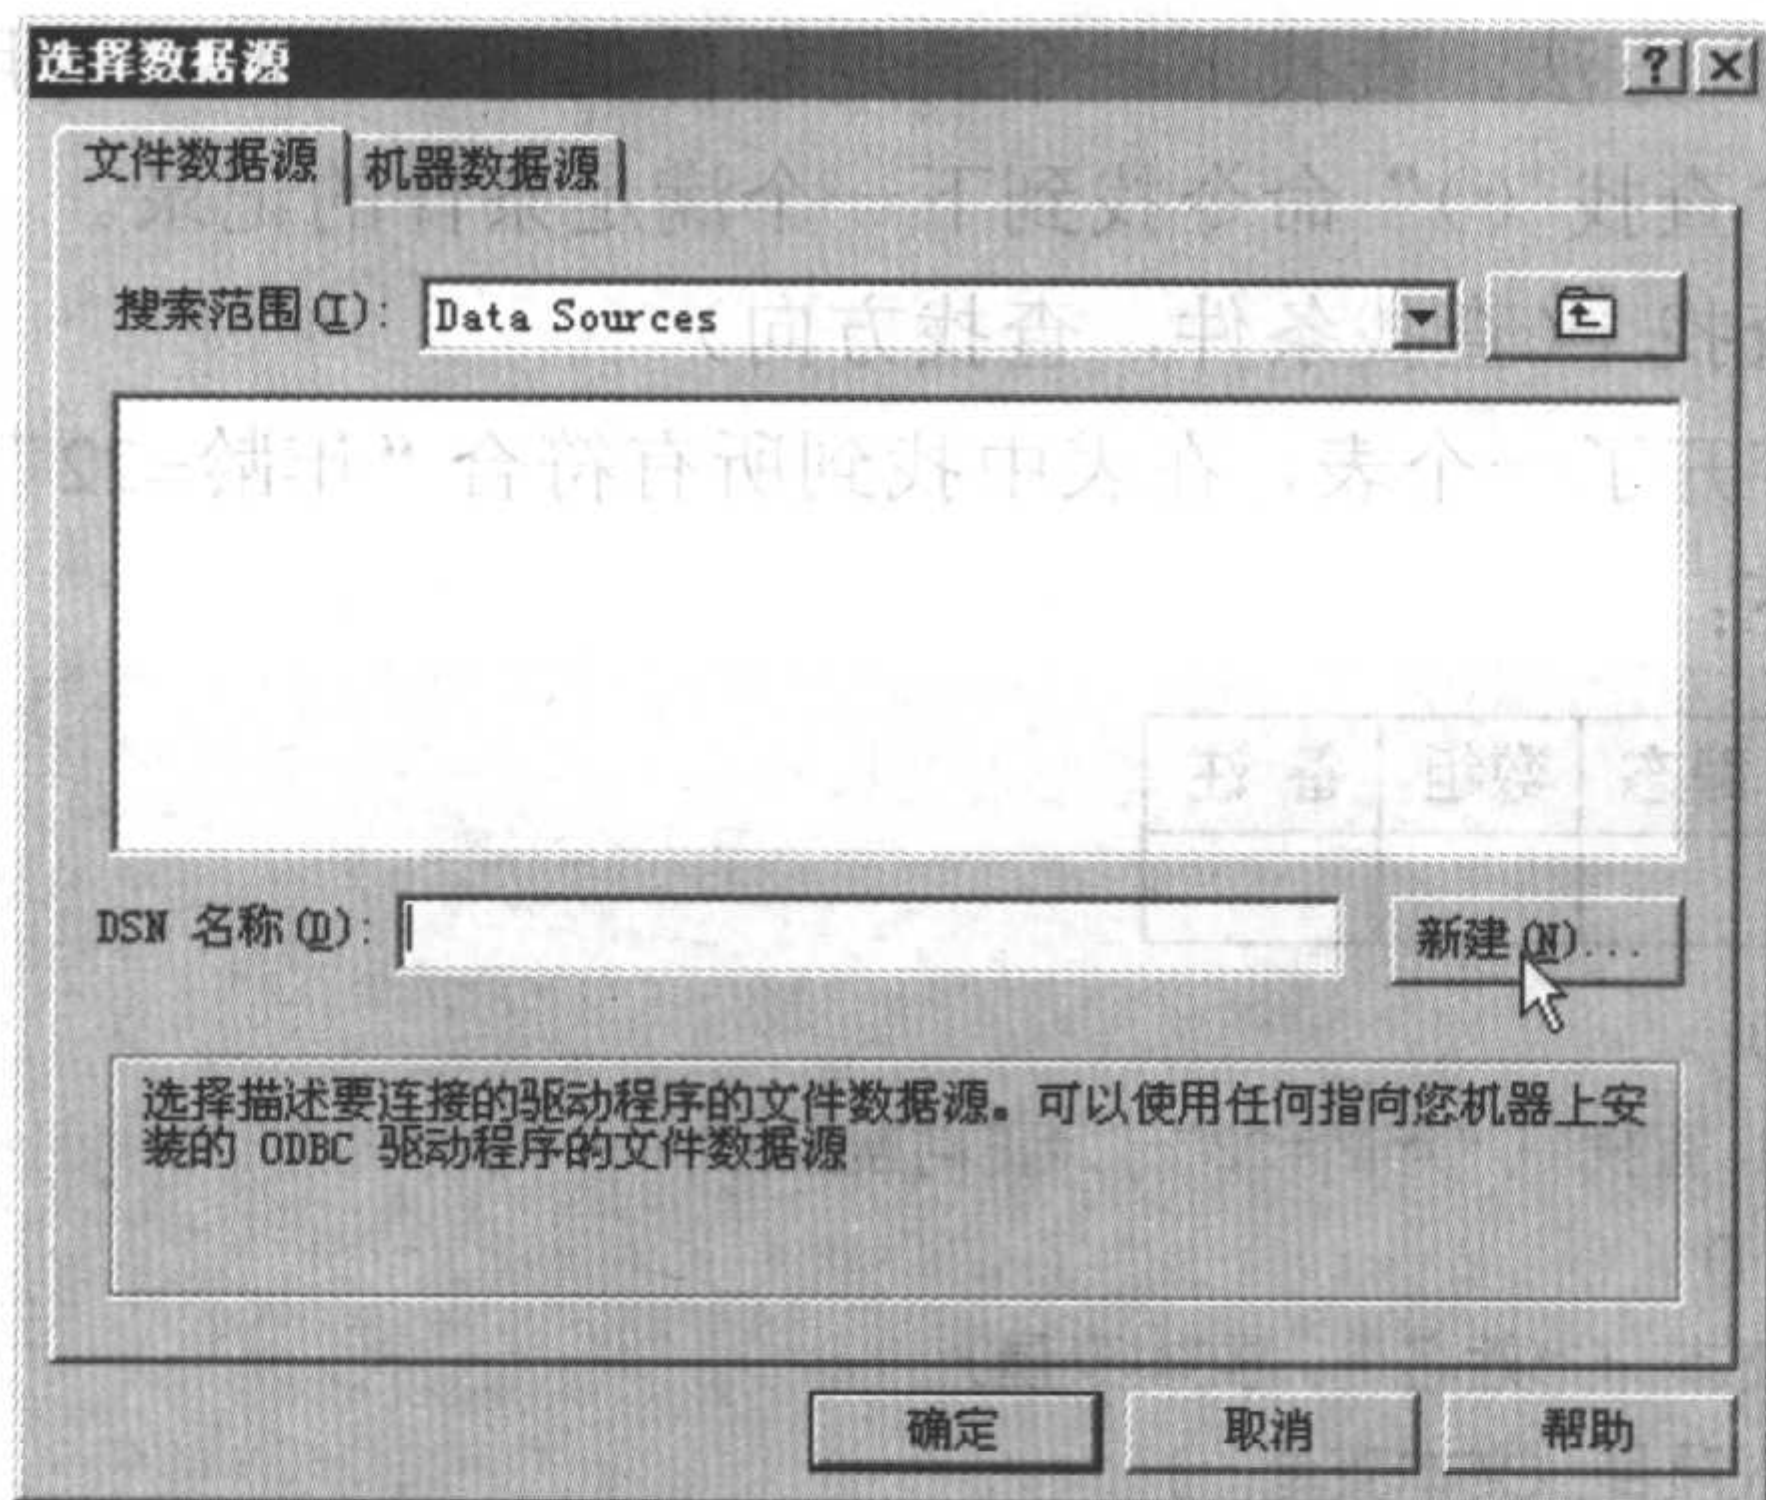 选择数据源
文件数据源 机器数据源
搜索范围(I): Data Sources
DSN 名称(D):
新建(N)...
选择描述要连接的驱动程序的文件数据源。可以使用任何指向您机器上安
装的 ODBC 驱动程序的文件数据源
确定 取消 帮助